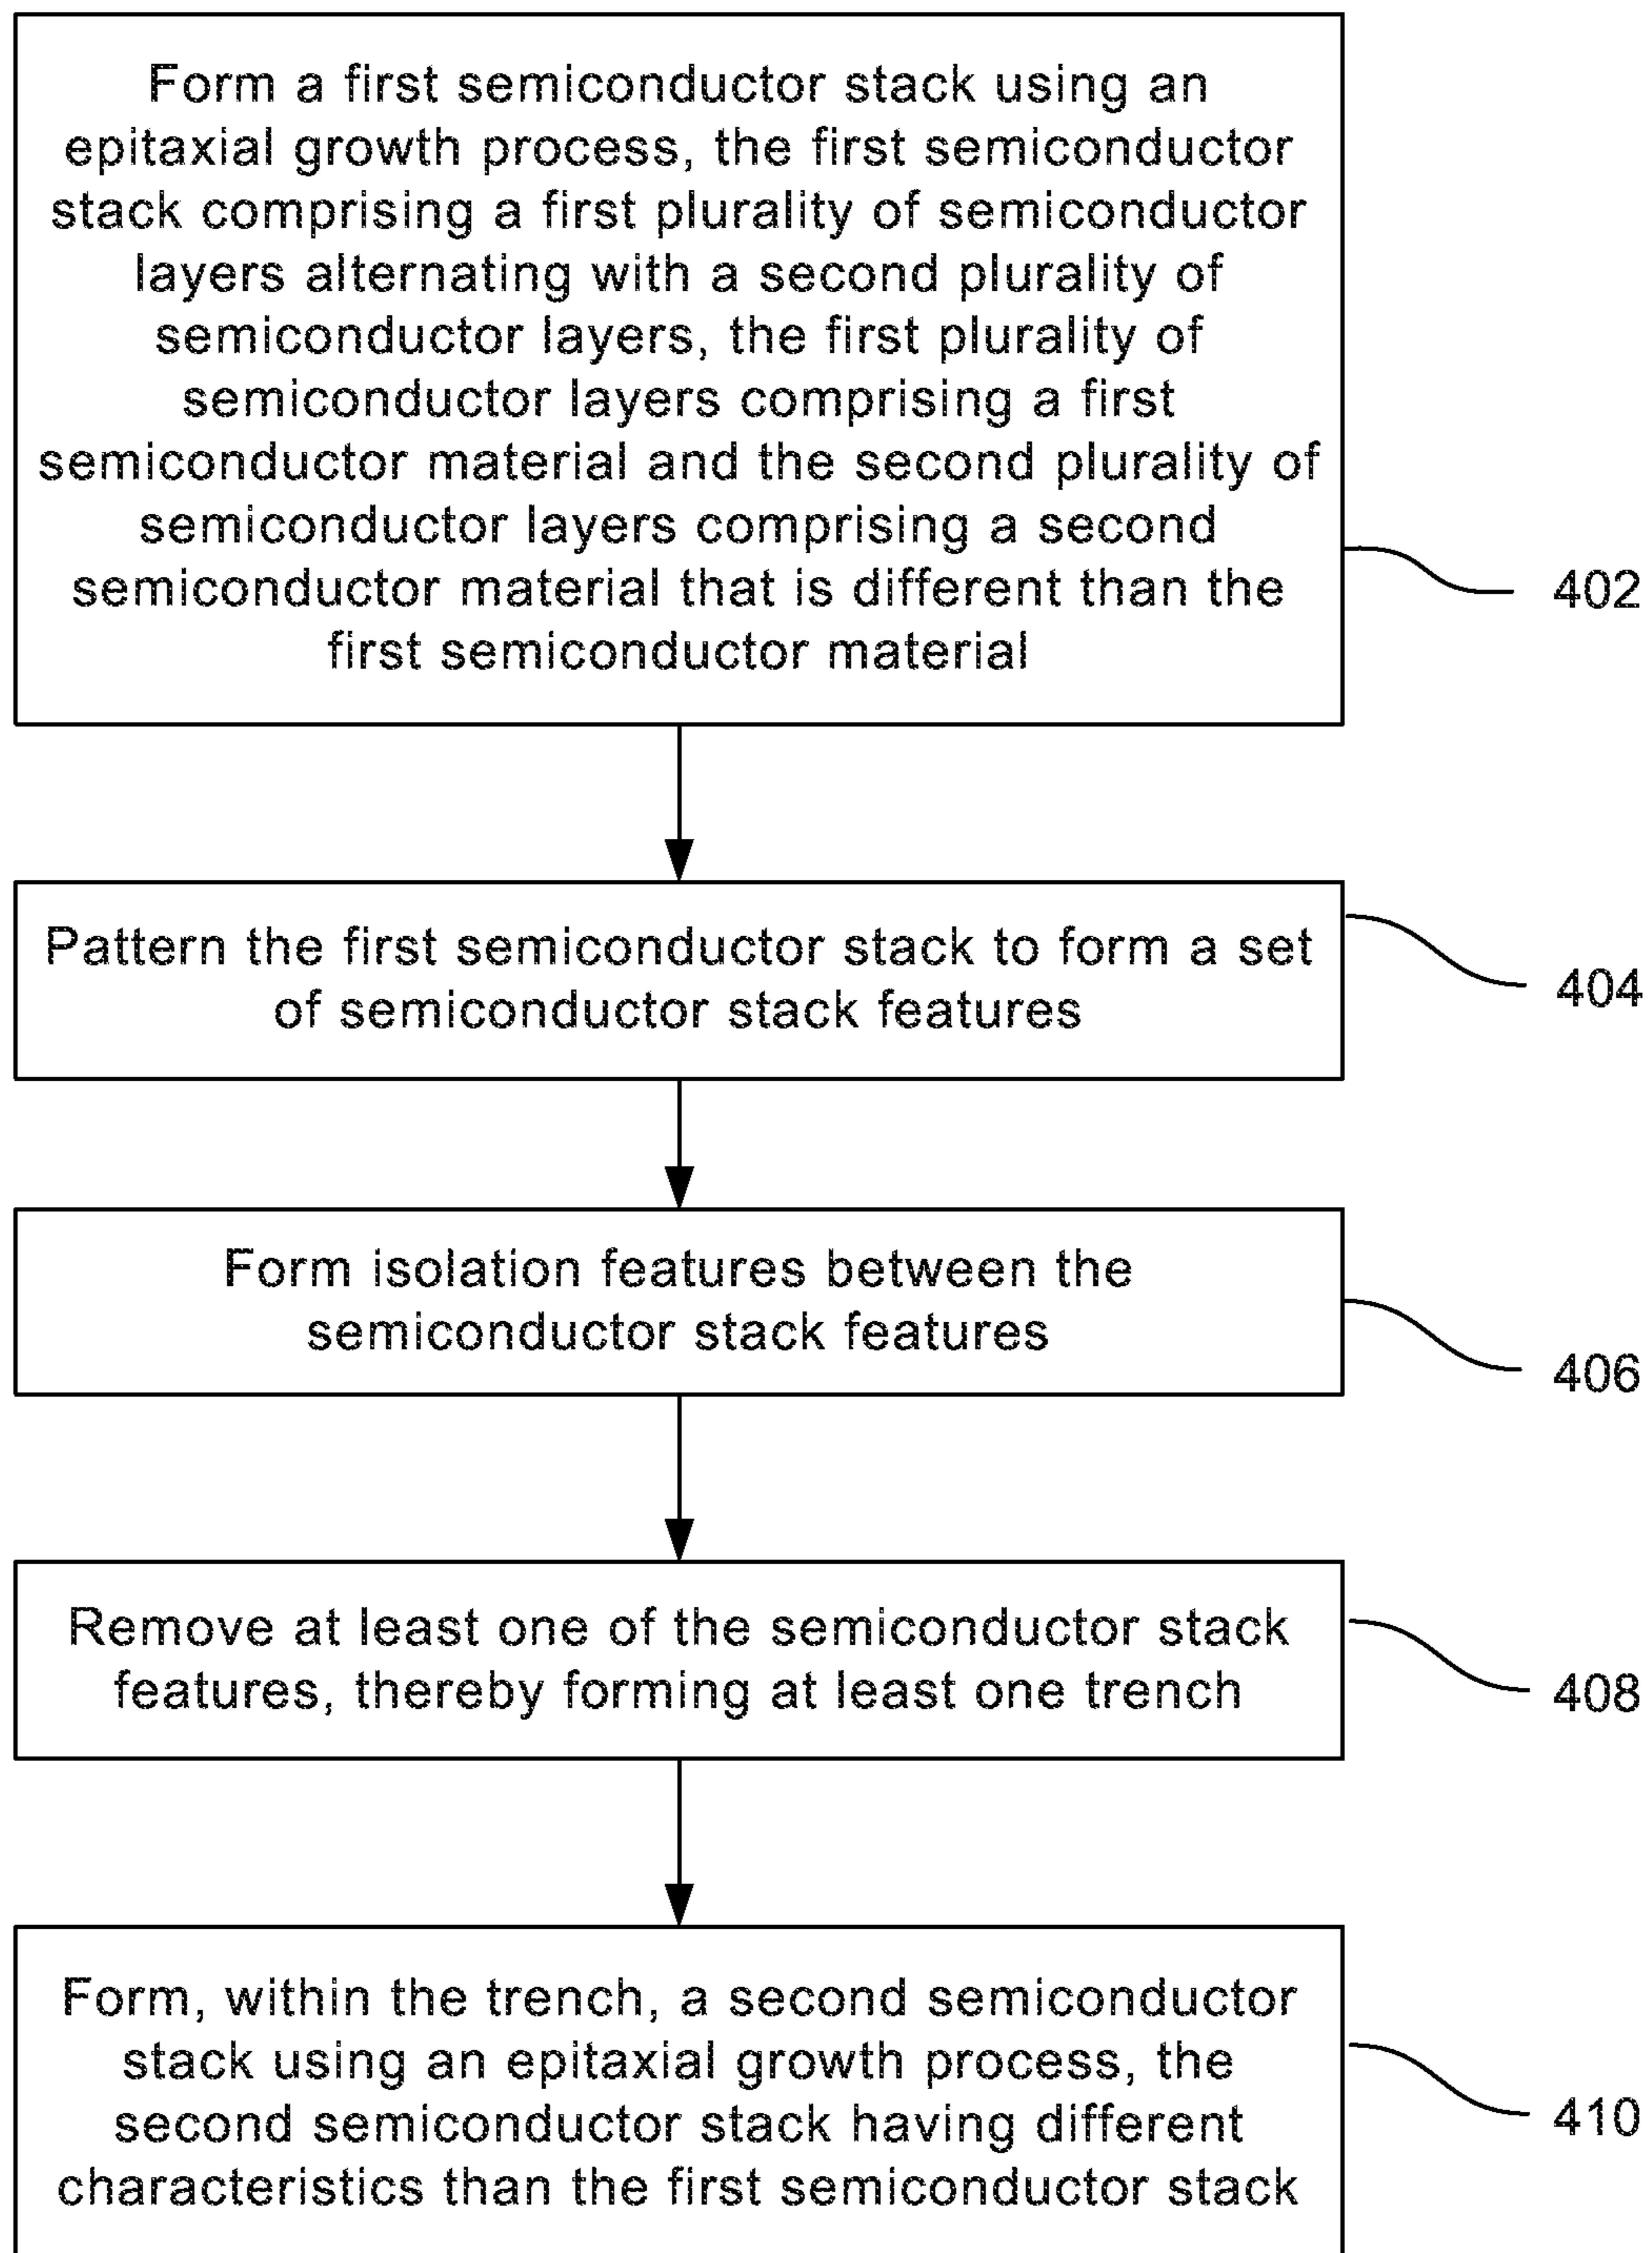 Form a first semiconductor stack using an
epitaxial growth process, the first semiconductor
stack comprising a first plurality of semiconductor
layers alternating with a second plurality of
semiconductor layers, the first plurality of
semiconductor layers comprising a first
semiconductor material and the second plurality of
semiconductor layers comprising a second
semiconductor material that is different than the
first semiconductor material
402
Pattern the first semiconductor stack to form a set
of semiconductor stack features
404
Form isolation features between the
semiconductor stack features
406
Remove at least one of the semiconductor stack
features, thereby forming at least one trench
408
Form, within the trench, a second semiconductor
stack using an epitaxial growth process, the
second semiconductor stack having different
characteristics than the first semiconductor stack
410